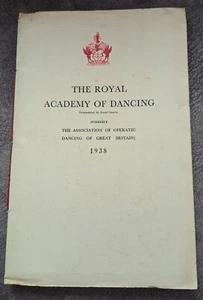 THE ROYAL
ACADEMY OF DANCING
(FORMERLY
THE ASSOCIATION OF OPERATIC
DANCING OF GREAT BRITAIN)
1938